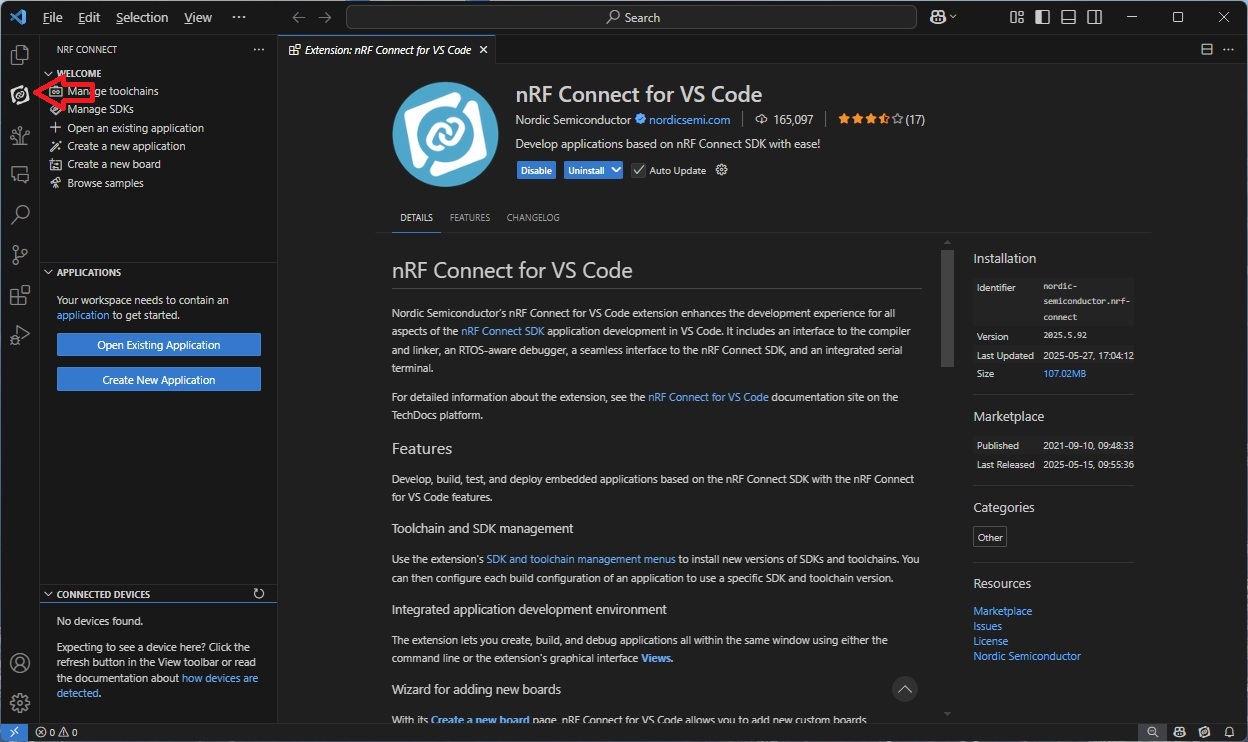 File Edit Selection View ··· Search
NRF CONNECT ···
Extension: nRF Connect for VS Code
WELCOME
Manage toolchains
Manage SDKs
Open an existing application
Create a new application
Create a new board
Browse samples
APPLICATIONS
Your workspace needs to contain an
application to get started.
Open Existing Application
Create New Application
CONNECTED DEVICES
No devices found.
Expecting to see a device here? Click the
refresh button in the View toolbar or read
the documentation about how devices are
detected.
nRF Connect for VS Code
Nordic Semiconductor nordicsemi.com 165,097 (17)
Develop applications based on nRF Connect SDK with ease!
Disable Uninstall Auto Update
DETAILS FEATURES CHANGELOG
nRF Connect for VS Code
Nordic Semiconductor's nRF Connect for VS Code extension enhances the development experience for all
aspects of the nRF Connect SDK application development in VS Code. It includes an interface to the compiler
and linker, an RTOS-aware debugger, a seamless interface to the nRF Connect SDK, and an integrated serial
terminal.
For detailed information about the extension, see the nRF Connect for VS Code documentation site on the
TechDocs platform.
Features
Develop, build, test, and deploy embedded applications based on the nRF Connect SDK with the nRF Connect
for VS Code features.
Toolchain and SDK management
Use the extension's SDK and toolchain management menus to install new versions of SDKs and toolchains. You
can then configure each build configuration of an application to use a specific SDK and toolchain version.
Integrated application development environment
The extension lets you create, build, and debug applications all within the same window using either the
command line or the extension's graphical interface Views.
Wizard for adding new boards
With its Create a new board page, nRF Connect for VS Code allows you to add new custom boards
Installation
Identifier nordic-
semiconductor.nrf-
connect
Version 2025.5.92
Last Updated 2025-05-27, 17:04:12
Size 107.02MB
Marketplace
Published 2021-09-10, 09:48:33
Last Released 2025-05-15, 09:55:36
Categories
Other
Resources
Marketplace
Issues
License
Nordic Semiconductor
0 0